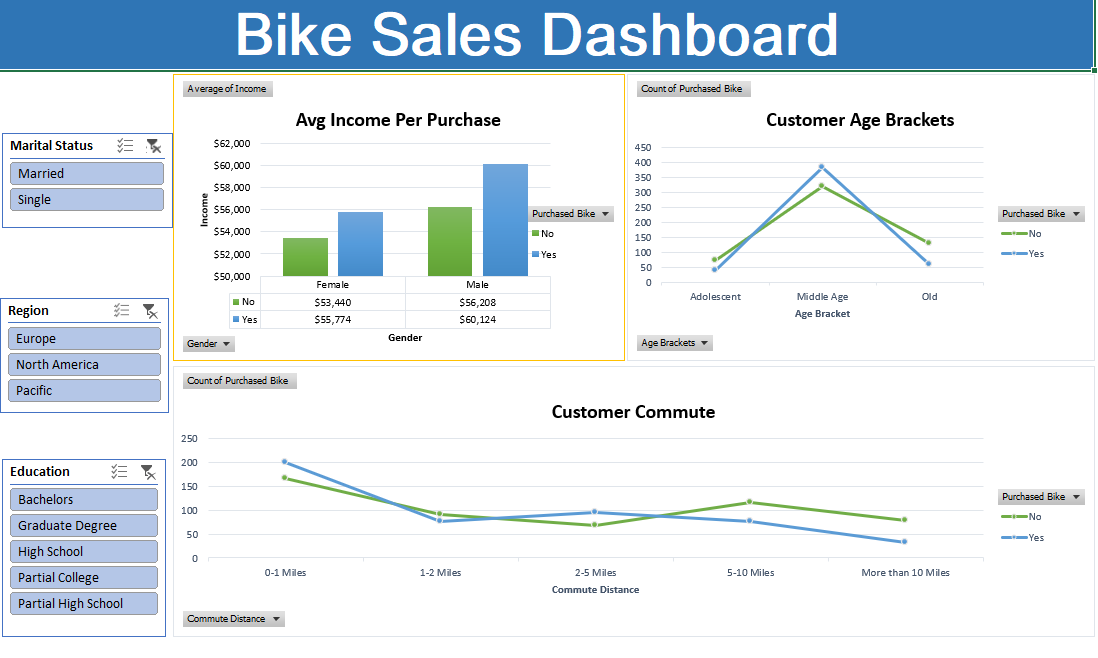 Bike Sales Dashboard
Marital Status
Married
Single
Region
Europe
North America
Pacific
Education
Bachelors
Graduate Degree
High School
Partial College
Partial High School
Average of Income
Avg Income Per Purchase
$62,000
$60,000
$58,000
$56,000
$54,000
$52,000
$50,000
Income
Female Male
No $53,440 $56,208
Yes $55,774 $60,124
Gender
Purchased Bike
No
Yes
Gender
Count of Purchased Bike
Customer Age Brackets
450
400
350
300
250
200
150
100
50
0
Adolescent Middle Age Old
Age Bracket
Purchased Bike
No
Yes
Age Brackets
Count of Purchased Bike
Customer Commute
250
200
150
100
50
0
0-1 Miles 1-2 Miles 2-5 Miles 5-10 Miles More than 10 Miles
Commute Distance
Purchased Bike
No
Yes
Commute Distance